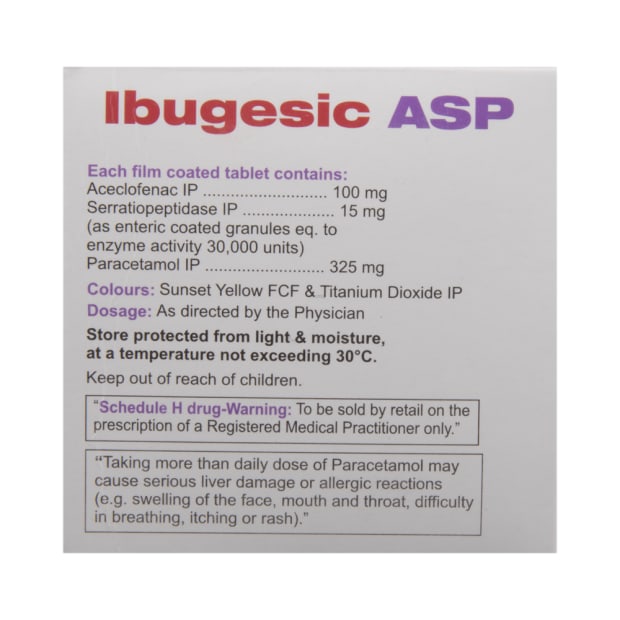 Ibugesic ASP
Each film coated tablet contains:
Aceclofenac IP .......................... 100 mg
Serratiopeptidase IP ................... 15 mg
(as enteric coated granules eq. to
enzyme activity 30,000 units)
Paracetamol IP ......................... 325 mg
Colours: Sunset Yellow FCF & Titanium Dioxide IP
Dosage: As directed by the Physician
Store protected from light & moisture,
at a temperature not exceeding 30°C.
Keep out of reach of children.
“Schedule H drug-Warning: To be sold by retail on the
prescription of a Registered Medical Practitioner only.”
“Taking more than daily dose of Paracetamol may
cause serious liver damage or allergic reactions
(e.g. swelling of the face, mouth and throat, difficulty
in breathing, itching or rash).”